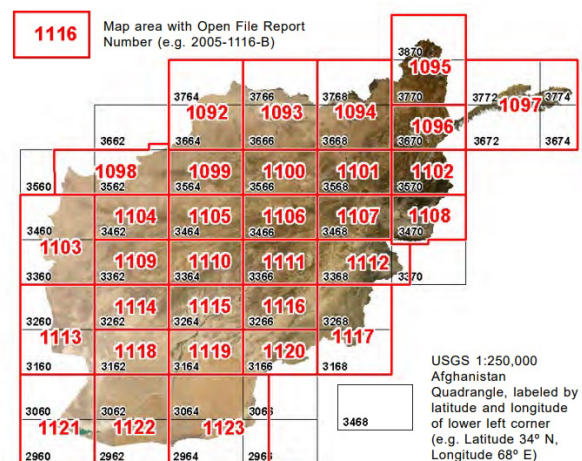 1116
Map area with Open File Report
Number (e.g. 2005-1116-B)
3870
1095
3764 3766 3768 3770 3772 3774
1092 1093 1094 1097
1096
3662 3664 3666 3668 3670 3672 3674
1098 1099 1100 1101 1102
3560 3562 3564 3566 3568 3570
1104 1105 1106 1107 1108
3460 3462 3464 3466 3468 3470
1103
1109 1110 1111 1112
3360 3362 3364 3366 3368 3370
1114 1115 1116
3260 3262 3264 3266 3268
1113 1117
1118 1119 1120
3160 3162 3164 3166 3168
USGS 1:250,000
Afghanistan
Quadrangle, labeled by
latitude and longitude
of lower left corner
(e.g. Latitude 34° N,
Longitude 68° E)
3468
3060 3062 3064 3066
1121 1122 1123
2960 2962 2964 2966